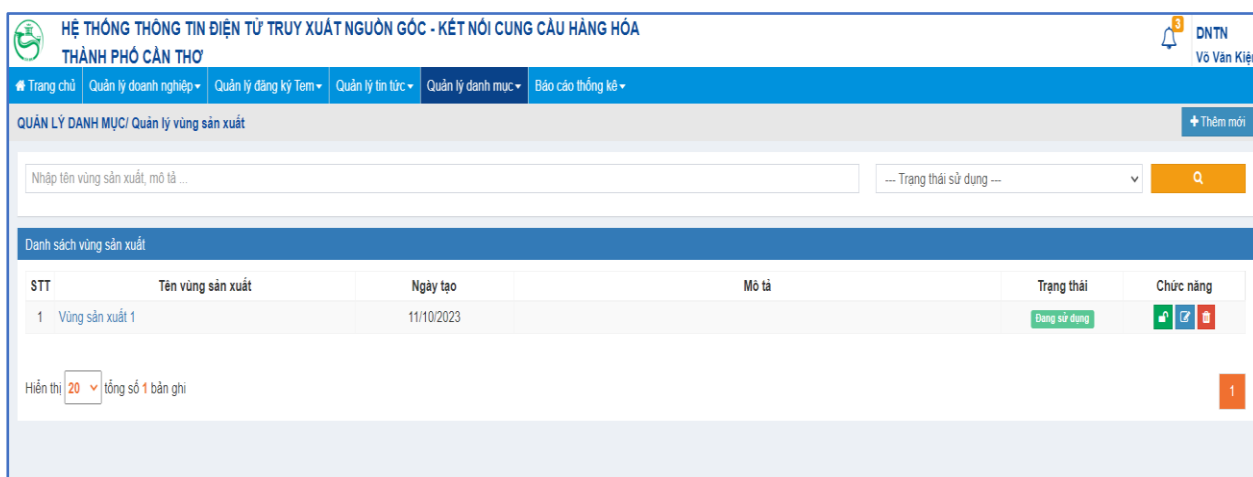 HỆ THỐNG THÔNG TIN ĐIỆN TỬ TRUY XUẤT NGUỒN GỐC - KẾT NỐI CUNG CẦU HÀNG HÓA
THÀNH PHỐ CẦN THƠ
3
DNTN
Võ Văn Kiệ
Trang chủ Quản lý doanh nghiệp Quản lý đăng ký Tem Quản lý tin tức Quản lý danh mục Báo cáo thống kê
QUẢN LÝ DANH MỤC/ Quản lý vùng sản xuất
+ Thêm mới
Nhập tên vùng sản xuất, mô tả ...
--- Trạng thái sử dụng ---
Danh sách vùng sản xuất
STT Tên vùng sản xuất Ngày tạo Mô tả Trạng thái Chức năng
1 Vùng sản xuất 1 11/10/2023 Đang sử dụng
Hiển thị 20 tổng số 1 bản ghi
1